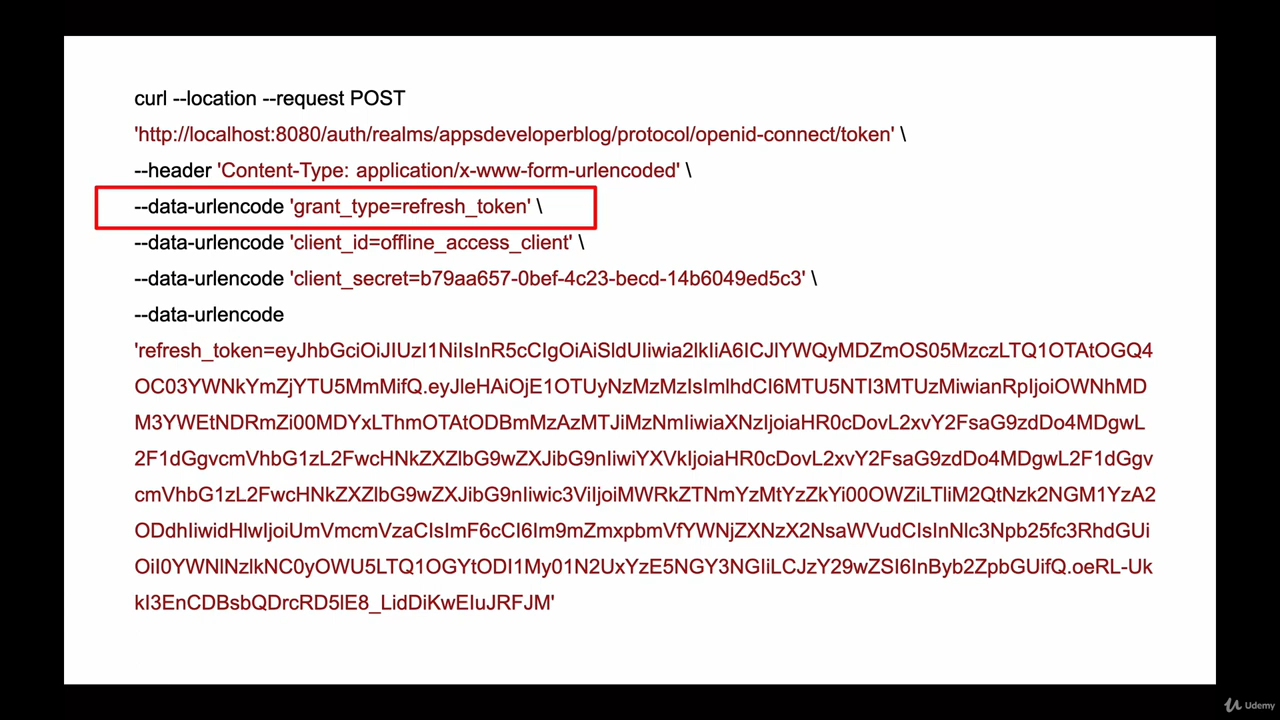 curl --location --request POST
'http://localhost:8080/auth/realms/appsdeveloperblog/protocol/openid-connect/token' \
--header 'Content-Type: application/x-www-form-urlencoded' \
--data-urlencode 'grant_type=refresh_token' \
--data-urlencode 'client_id=offline_access_client' \
--data-urlencode 'client_secret=b79aa657-0bef-4c23-becd-14b6049ed5c3' \
--data-urlencode
'refresh_token=eyJhbGciOiJIUzI1NiIsInR5cCIgOiAiSldUIiwia2lkIiA6ICJlYWQyMDZmOS05MzczLTQ1OTAtOGQ4
OC03YWNkYmZjYTU5MmMifQ.eyJleHAiOjE1OTUyNzMzMzIsImlhdCI6MTU5NTI3MTUzMiwianRpIjoiOWNhMD
M3YWEtNDRmZi00MDYxLThmOTAtODBmMzAzMTJiMzNmIiwiaXNzIjoiaHR0cDovL2xvY2FsaG9zdDo4MDgwL
2F1dGgvcmVhbG1zL2FwcHNkZXZlbG9wZXJibG9nIiwiYXVkIjoiaHR0cDovL2xvY2FsaG9zdDo4MDgwL2F1dGgv
cmVhbG1zL2FwcHNkZXZlbG9wZXJibG9nIiwic3ViIjoiMWRkZTNmYzMtYzZkYi00OWZiLTliM2QtNzk2NGM1YzA2
ODdhIiwidHlwIjoiUmVmcmVzaCIsImF6cCI6Im9mZmxpbmVfYWNjZXNzX2NsaWVudCIsInNlc3Npb25fc3RhdGUi
OiI0YWNlNzlkNC0yOWU5LTQ1OGYtODI1My01N2UxYzE5NGY3NGIiLCJzY29wZSI6InByb2ZpbGUifQ.oeRL-Uk
kI3EnCDBsbQDrcRD5lE8_LidDiKwEIuJRFJM'
Udemy